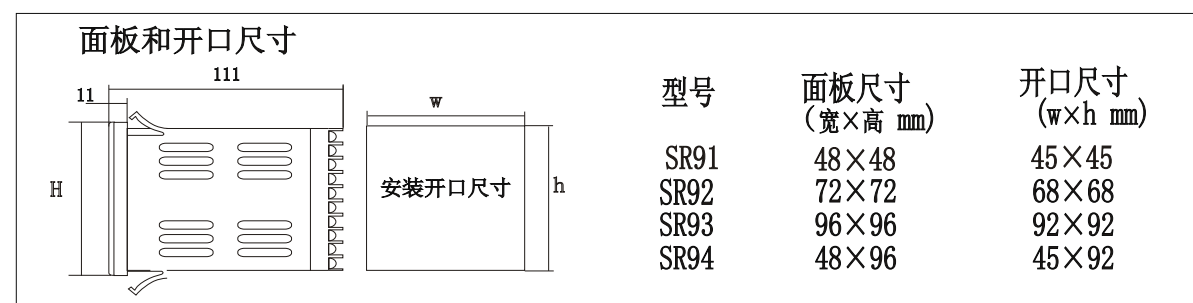 面板和开口尺寸
111
11
H
w
安装开口尺寸
h
型号 面板尺寸 开口尺寸
(宽×高 mm) (w×h mm)
SR91 48×48 45×45
SR92 72×72 68×68
SR93 96×96 92×92
SR94 48×96 45×92